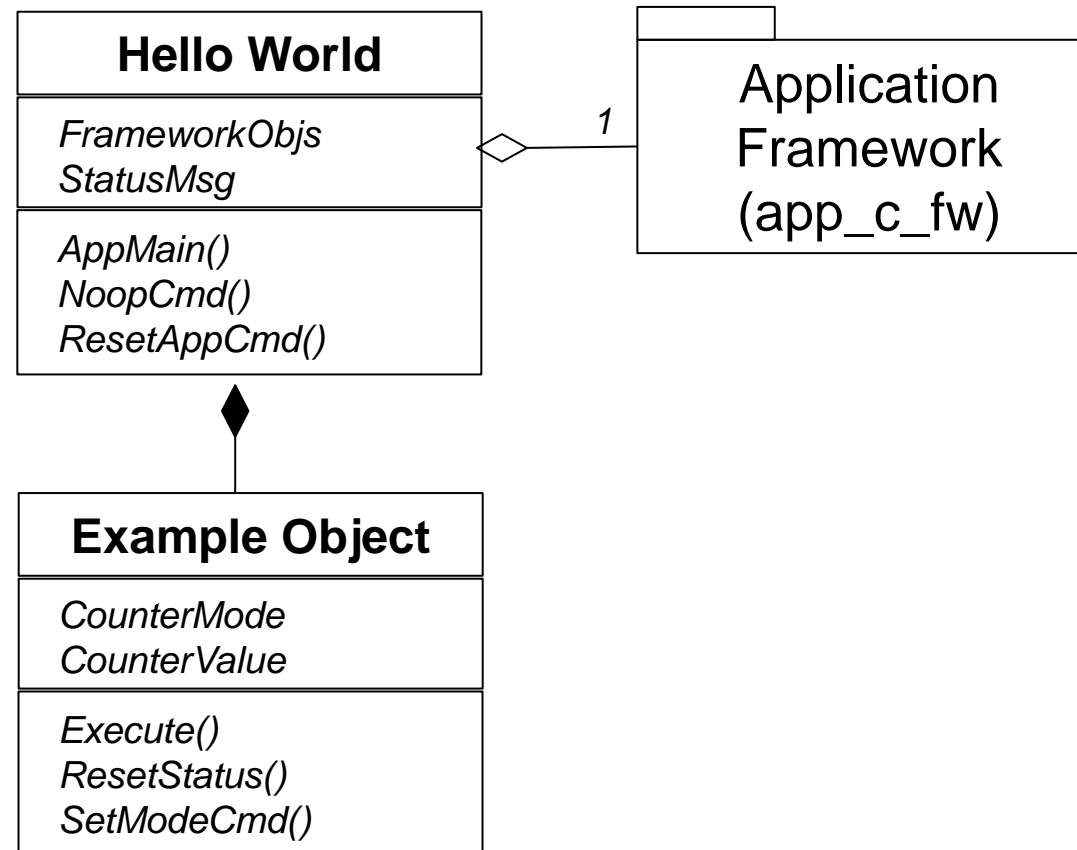 Hello World
FrameworkObjs
StatusMsg
AppMain()
NoopCmd()
ResetAppCmd()
1
Application
Framework
(app_c_fw)
Example Object
CounterMode
CounterValue
Execute()
ResetStatus()
SetModeCmd()